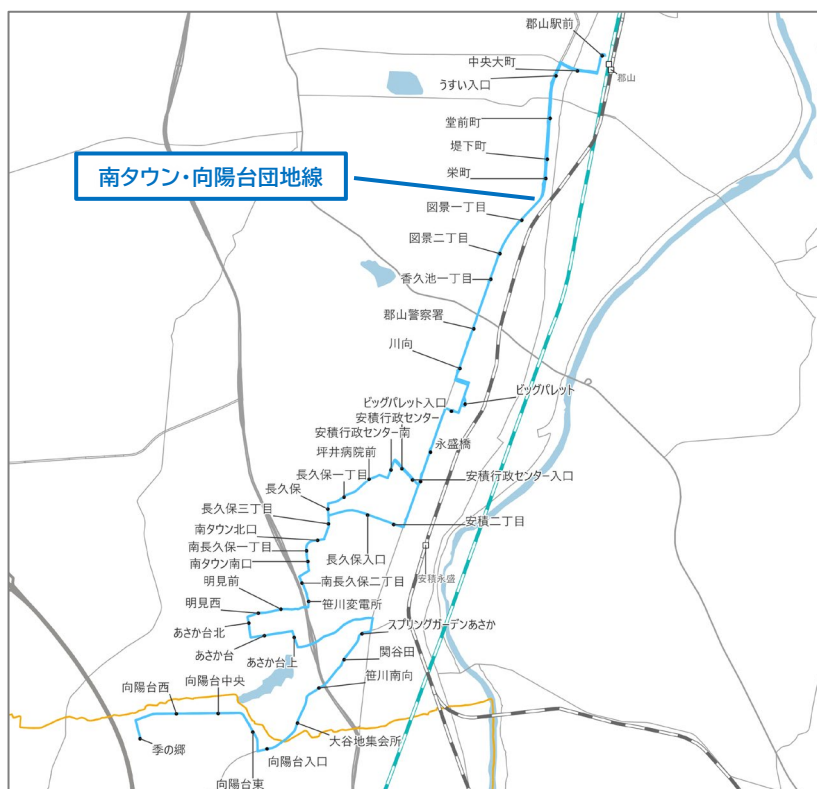 郡山駅前
中央大町
郡山
うすい入口
堂前町
堤下町
南タウン・向陽台団地線
栄町
図景一丁目
図景二丁目
香久池一丁目
郡山警察署
川向
ビッグパレット
ビッグパレット入口
安積行政センター
安積行政センター南
永盛橋
坪井病院前
長久保一丁目
安積行政センター入口
長久保
長久保三丁目
安積二丁目
南タウン北口
南長久保一丁目
長久保入口
南タウン南口
安積永盛
明見前
南長久保二丁目
明見西
笹川変電所
あさか台北
スプリングガーデンあさか
あさか台
関谷田
あさか台上
笹川南向
向陽台中央
向陽台西
大谷地集会所
季の郷
向陽台入口
向陽台東